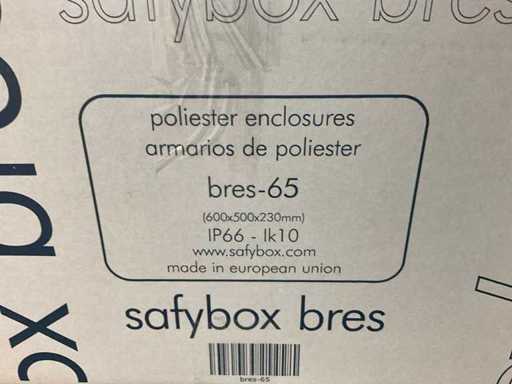 safybox bres
poliester enclosures
armarios de poliester
bres-65
(600x500x230mm)
IP66 - Ik10
www.safybox.com
made in european union
safybox bres
bres-65